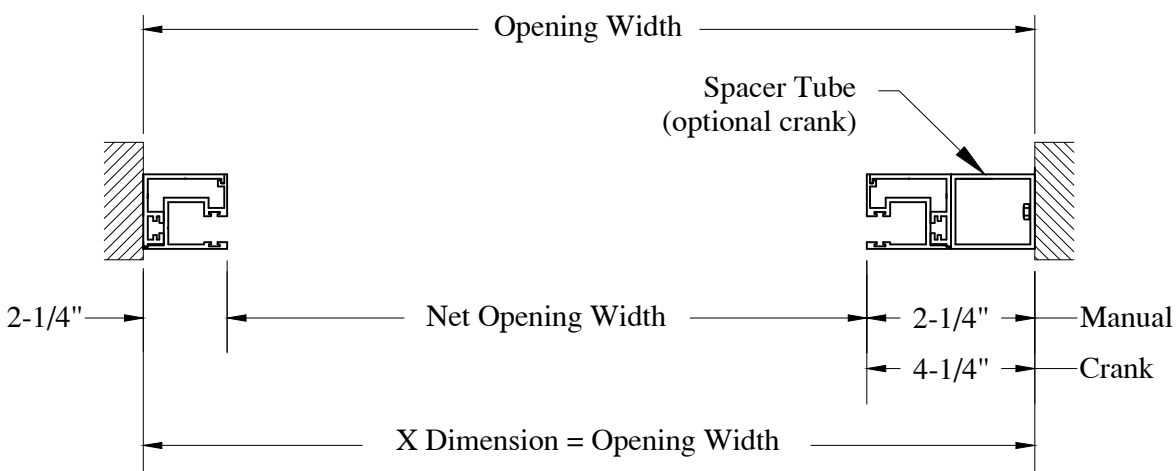 Opening Width
Spacer Tube
(optional crank)
2-1/4"
Net Opening Width
2-1/4"
Manual
4-1/4"
Crank
X Dimension = Opening Width